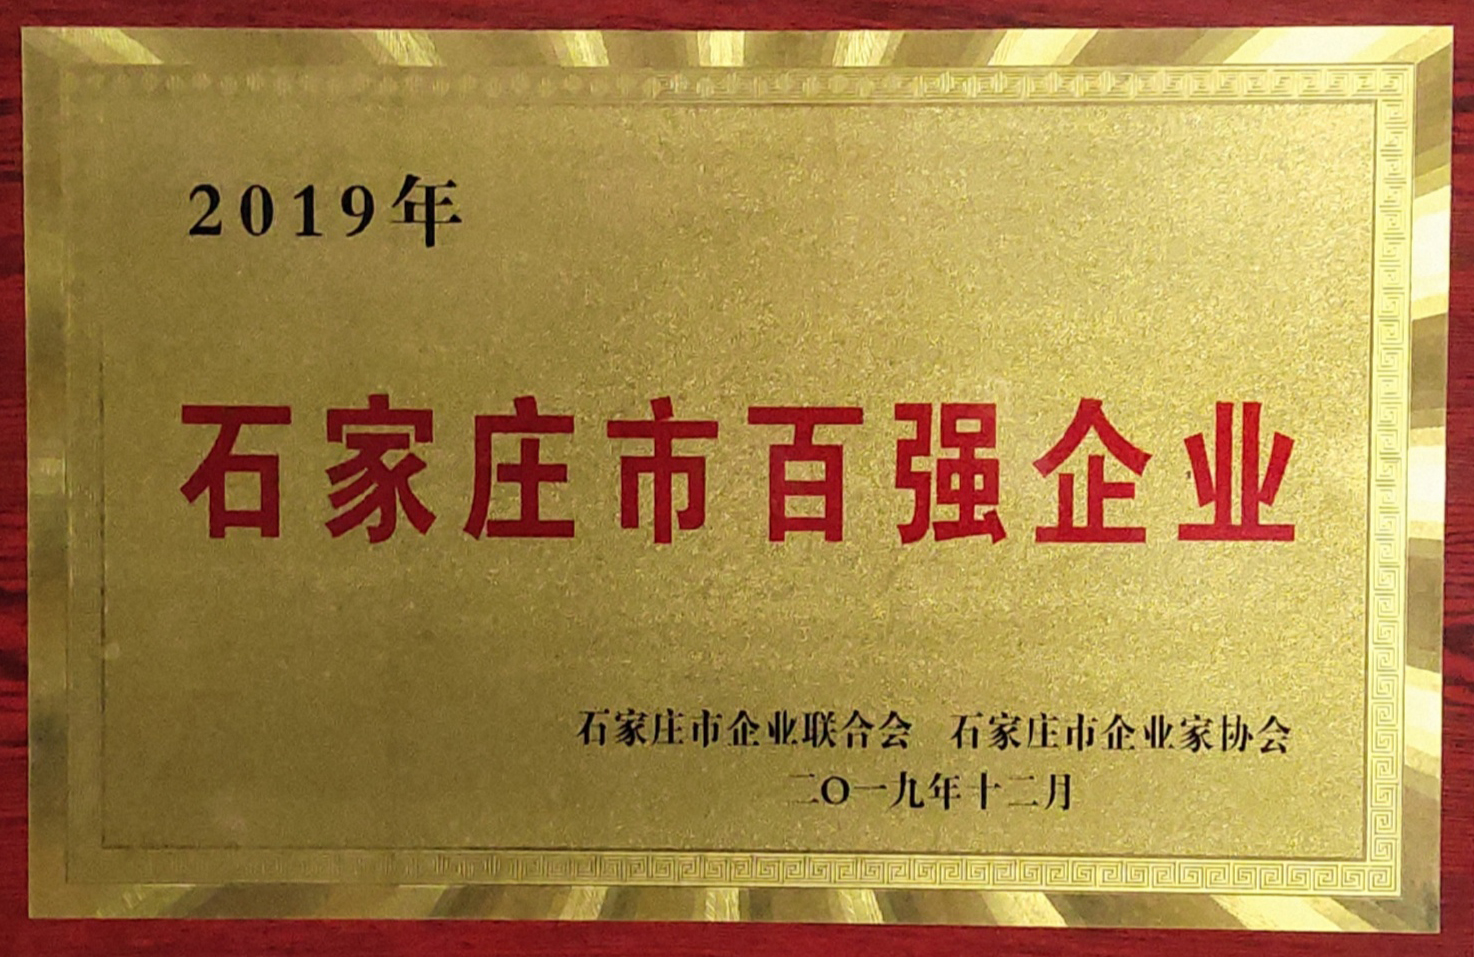 2019年
石家庄市百强企业
石家庄市企业联合会 石家庄市企业家协会
二〇一九年十二月